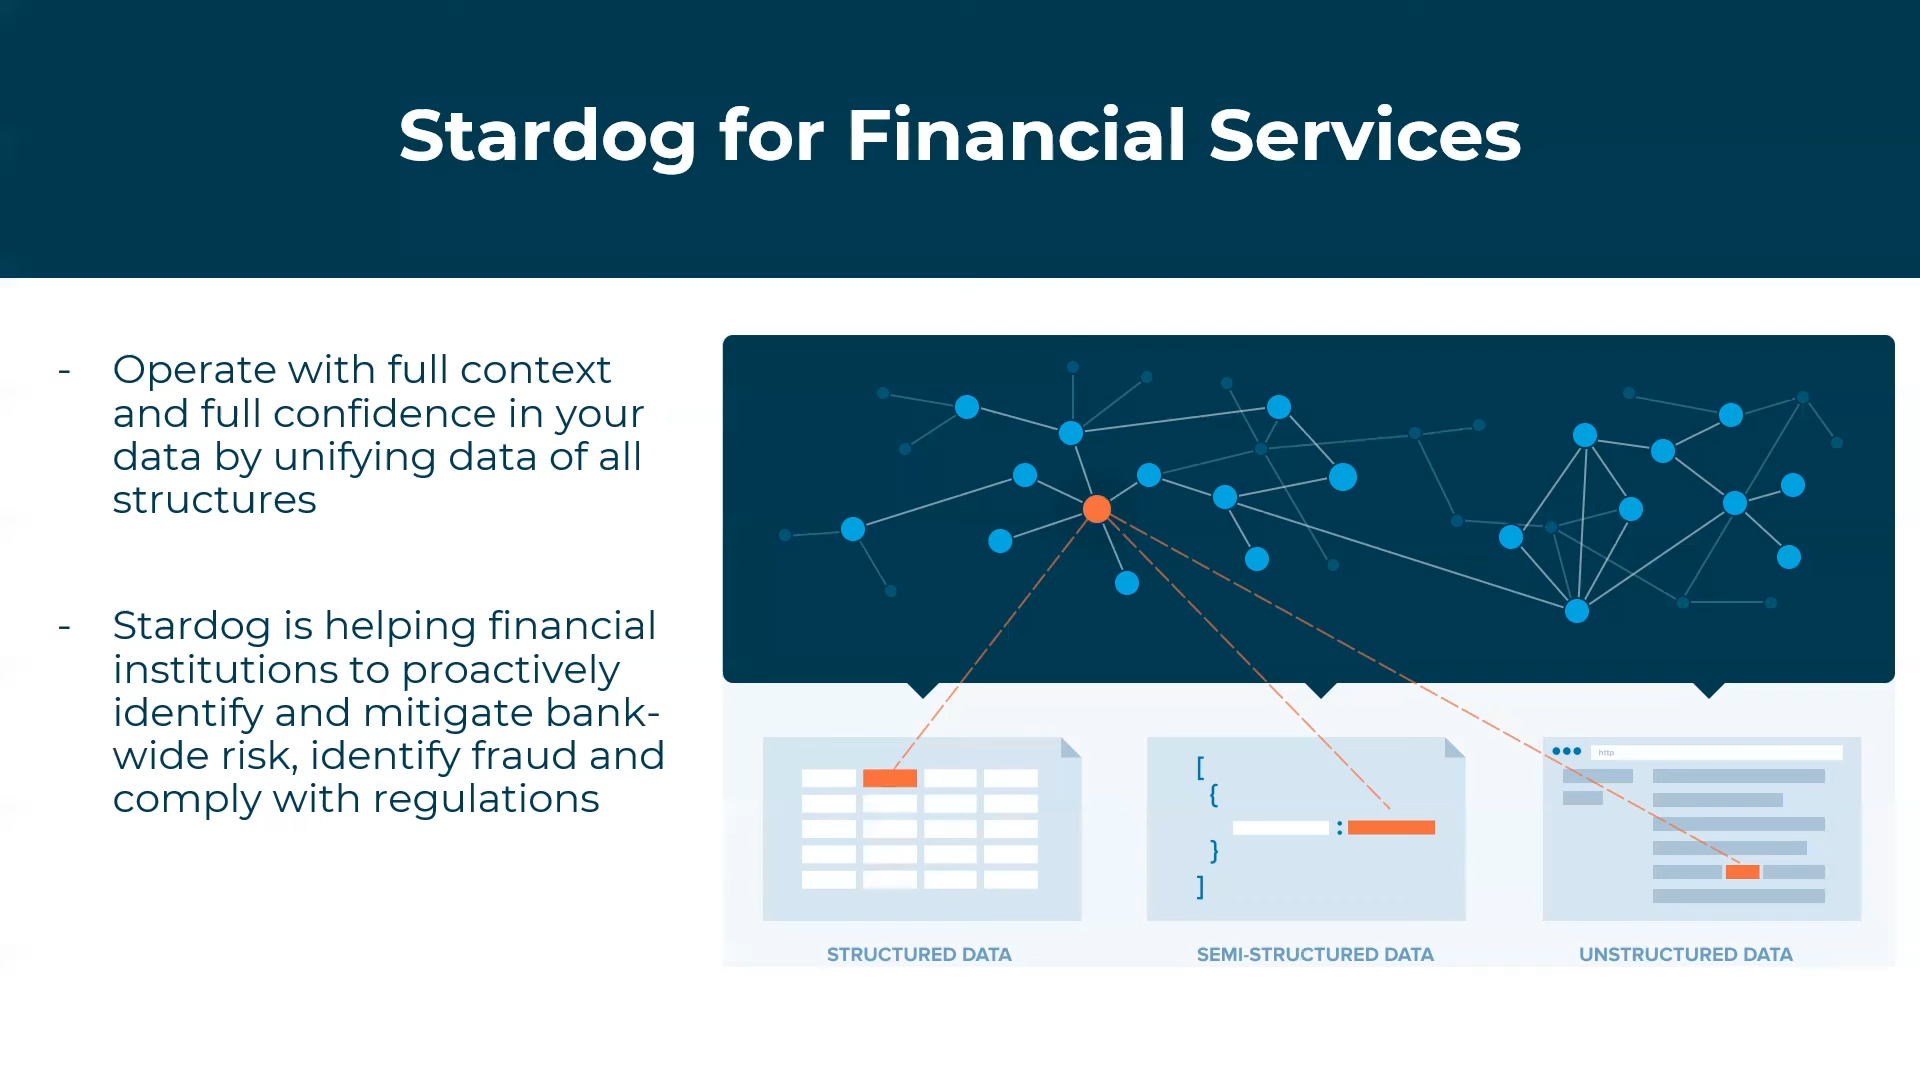 Stardog for Financial Services
- Operate with full context
and full confidence in your
data by unifying data of all
structures
- Stardog is helping financial
institutions to proactively
identify and mitigate bank-
wide risk, identify fraud and
comply with regulations
[
{
:
}
]
http
STRUCTURED DATA
SEMI-STRUCTURED DATA
UNSTRUCTURED DATA